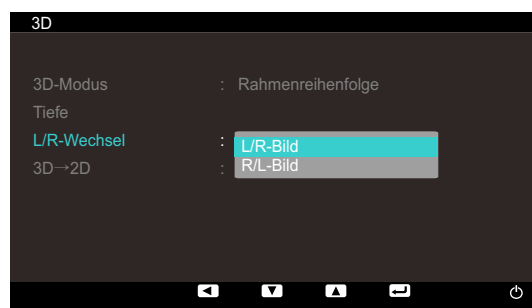 3D
3D-Modus : Rahmenreihenfolge
Tiefe
L/R-Wechsel : L/R-Bild
R/L-Bild
3D→2D :